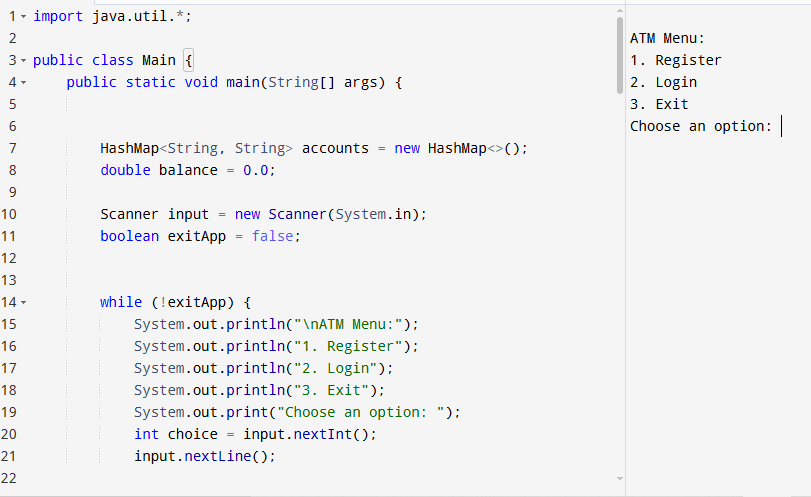 1 import java.util.*;
2
3 public class Main {
4     public static void main(String[] args) {
5
6
7         HashMap<String, String> accounts = new HashMap<>();
8         double balance = 0.0;
9
10         Scanner input = new Scanner(System.in);
11         boolean exitApp = false;
12
13
14         while (!exitApp) {
15             System.out.println("\nATM Menu:");
16             System.out.println("1. Register");
17             System.out.println("2. Login");
18             System.out.println("3. Exit");
19             System.out.print("Choose an option: ");
20             int choice = input.nextInt();
21             input.nextLine();
22
ATM Menu:
1. Register
2. Login
3. Exit
Choose an option: